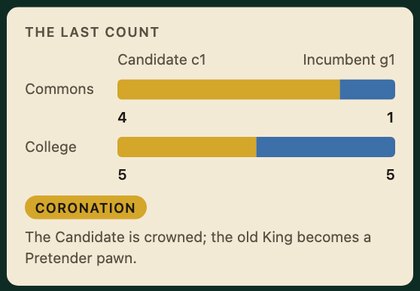 THE LAST COUNT
Candidate c1 Incumbent g1
Commons
4 1
College
5 5
CORONATION
The Candidate is crowned; the old King becomes a
Pretender pawn.